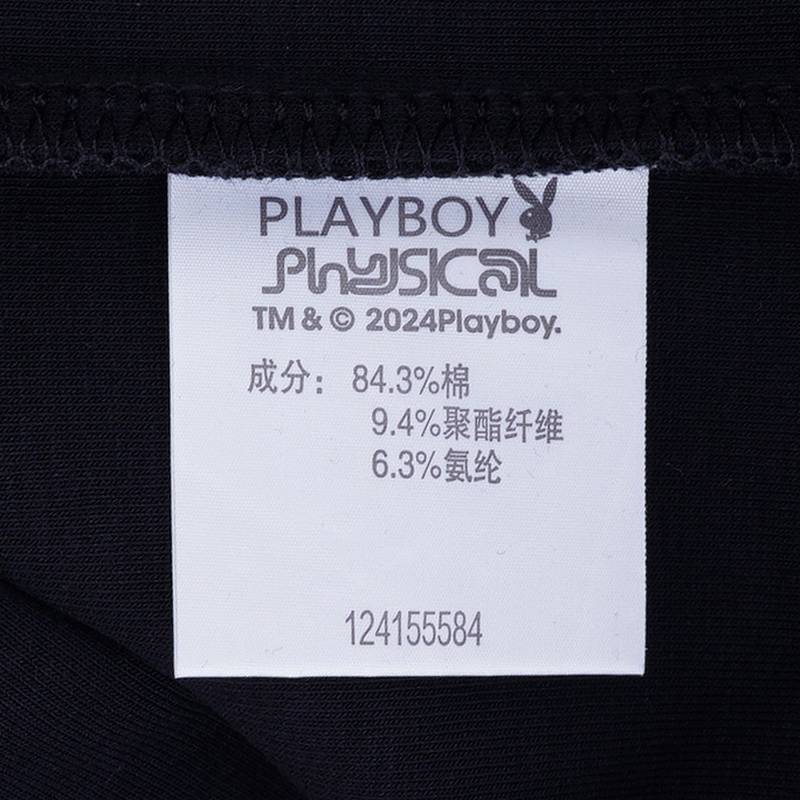 PLAYBOY
PhySICAL
TM & © 2024Playboy.
成分：84.3%棉
9.4%聚酯纤维
6.3%氨纶
124155584